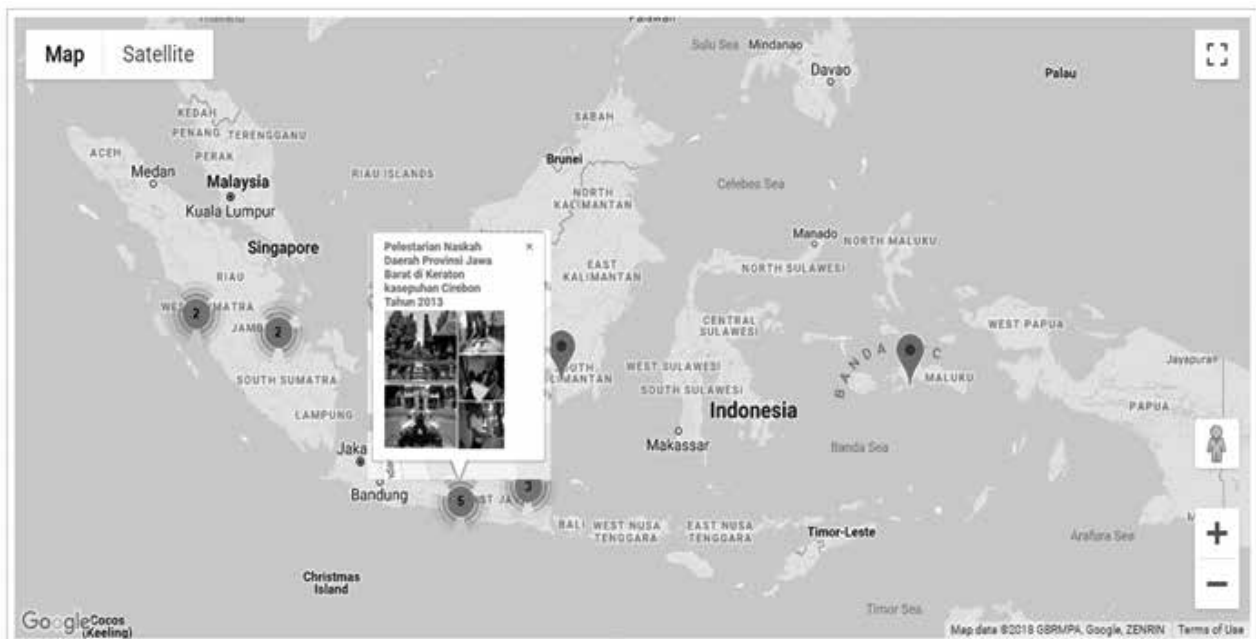 Palawan
Sulu Sea
Mindanao
Map
Satellite
Davao
Palau
KEDAH
PENANG
TERENGGANU
SABAH
ACEH
PERAK
Medan
Brunei
Malaysia
RIAU ISLANDS
Celebes Sea
Kuala Lumpur
NORTH
KALIMANTAN
Manado
NORTH MALUKU
Singapore
Pelestarian Naskah
Daerah Provinsi Jawa
Barat di Keraton
kasepuhan Cirebon
Tahun 2013
×
RIAU
EAST
KALIMANTAN
NORTH SULAWESI
2
2
CENTRAL
SULAWESI
WEST PAPUA
BANDA
Jayapura
SOUTH SUMATRA
WEST SULAWESI
SOUTH SULAWESI
MALUKU
LAMPUNG
Indonesia
PAPUA
Makassar
Banda Sea
Bandung
5
3
BALI
WEST NUSA
TENGGARA
EAST NUSA
TENGGARA
Timor-Leste
Arafura Sea
+
−
Christmas
Island
Timor Sea
Google
Cocos
(Keeling)
Map data ©2018 GBRMPA, Google, ZENRIN
Terms of Use